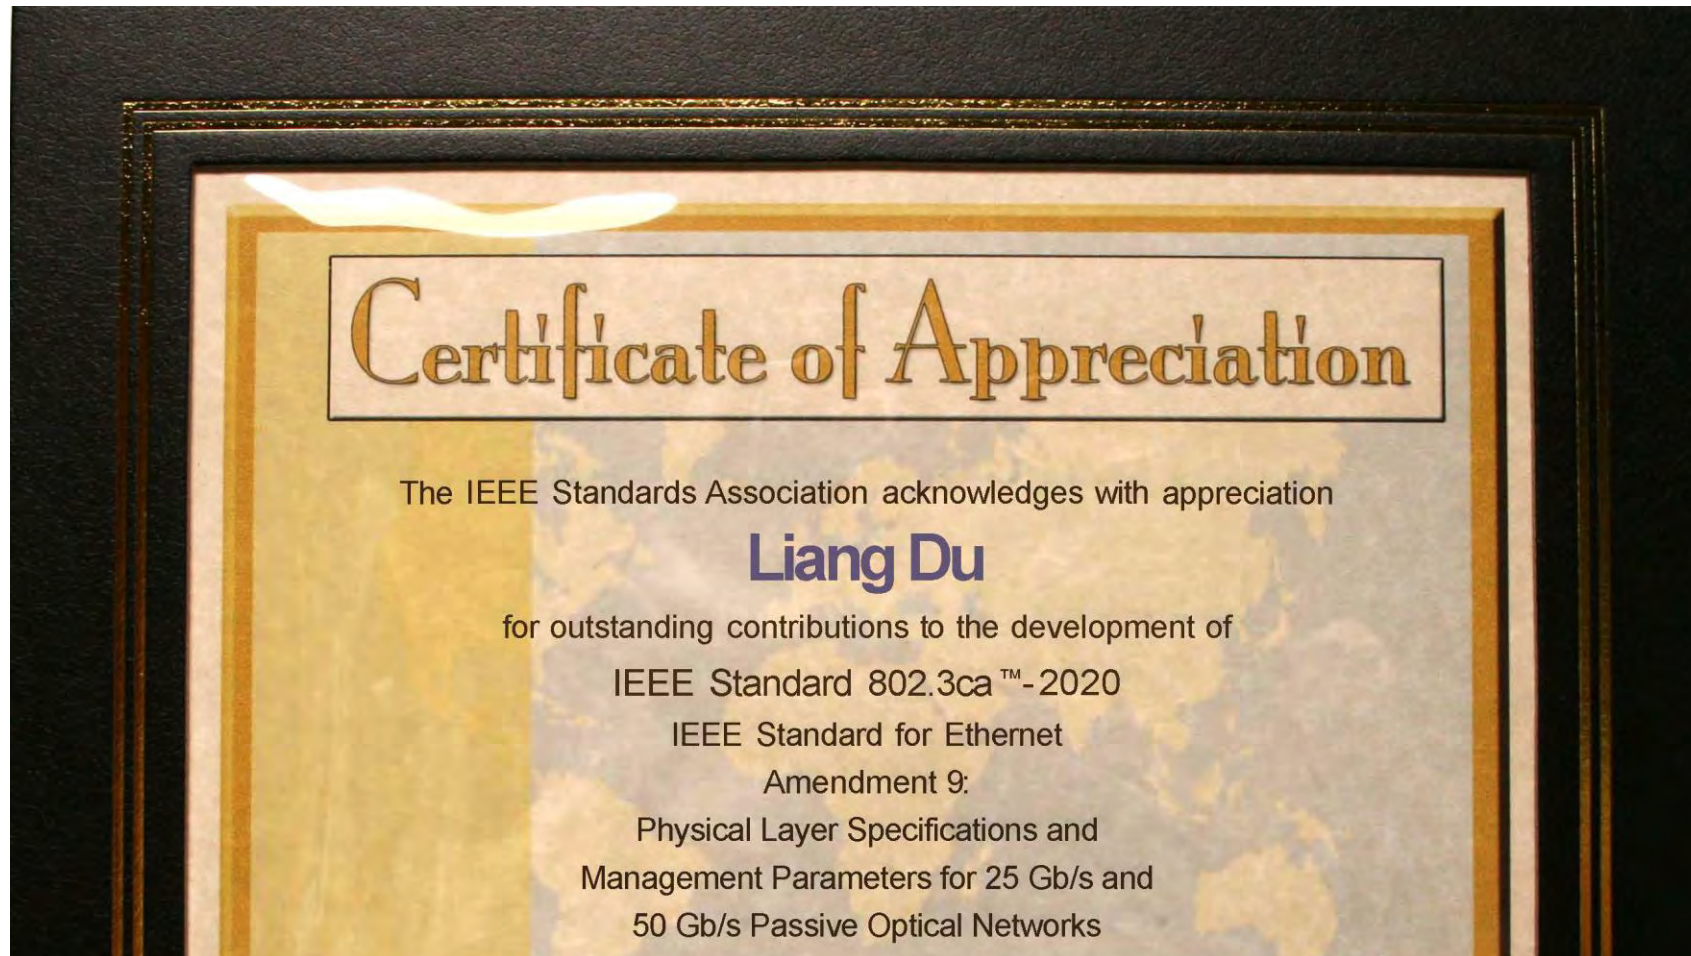 Certificate of Appreciation
The IEEE Standards Association acknowledges with appreciation
Liang Du
for outstanding contributions to the development of
IEEE Standard 802.3ca™-2020
IEEE Standard for Ethernet
Amendment 9:
Physical Layer Specifications and
Management Parameters for 25 Gb/s and
50 Gb/s Passive Optical Networks